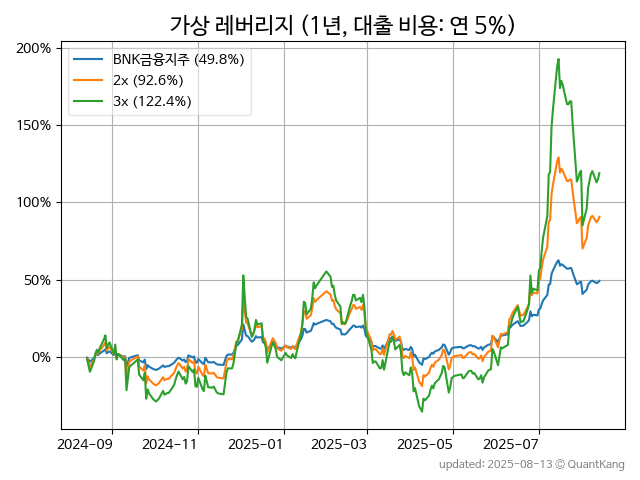 가상 레버리지 (1년, 대출 비용: 연 5%)
200%
150%
100%
50%
0%
BNK금융지주 (49.8%)
2x (92.6%)
3x (122.4%)
2024-09
2024-11
2025-01
2025-03
2025-05
2025-07
updated: 2025-08-13 © QuantKang